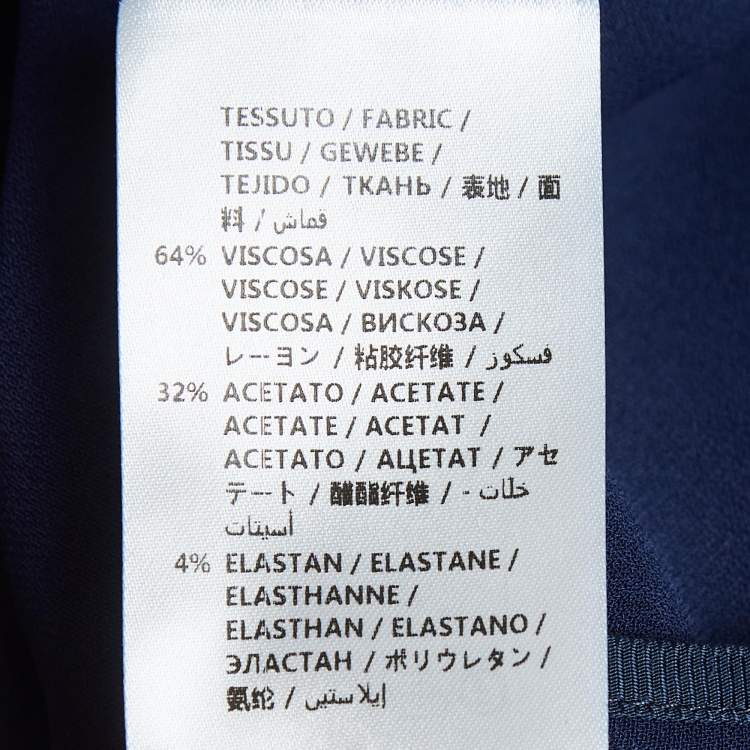 TESSUTO / FABRIC /
TISSU / GEWEBE /
TEJIDO / ТКАНЬ / 表地 / 面
料 / قماش
64% VISCOSA / VISCOSE /
VISCOSE / VISKOSE /
VISCOSA / ВИСКОЗА /
レーヨン / 粘胶纤维 / فسكوز
32% ACETATO / ACETATE /
ACETATE / ACETAT /
ACETATO / АЦЕТАТ / アセ
テート / 醋酯纤维 / - خلات
أسيتات
4% ELASTAN / ELASTANE /
ELASTHANNE /
ELASTHAN / ELASTANO /
ЭЛАСТАН / ポリウレタン /
氨纶 / إيلاستين